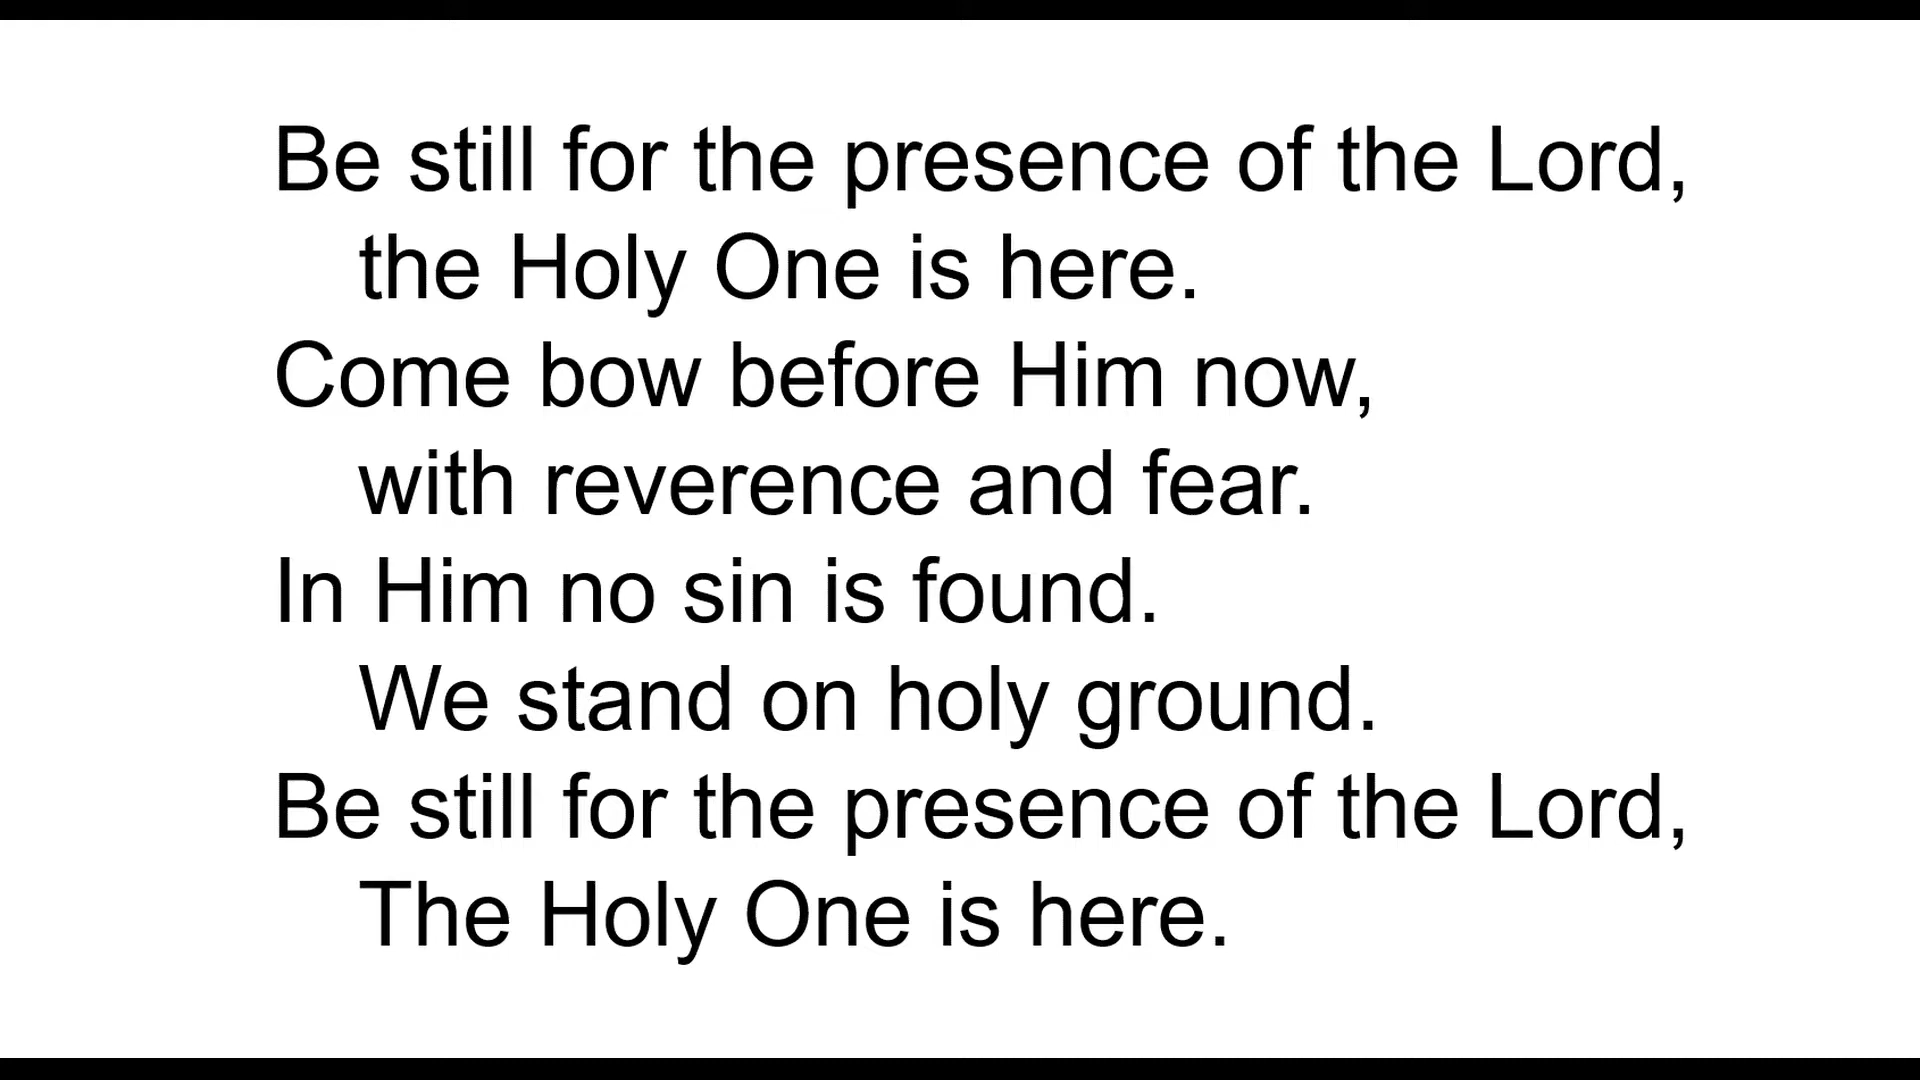 Be still for the presence of the Lord,
the Holy One is here.
Come bow before Him now,
with reverence and fear.
In Him no sin is found.
We stand on holy ground.
Be still for the presence of the Lord,
The Holy One is here.